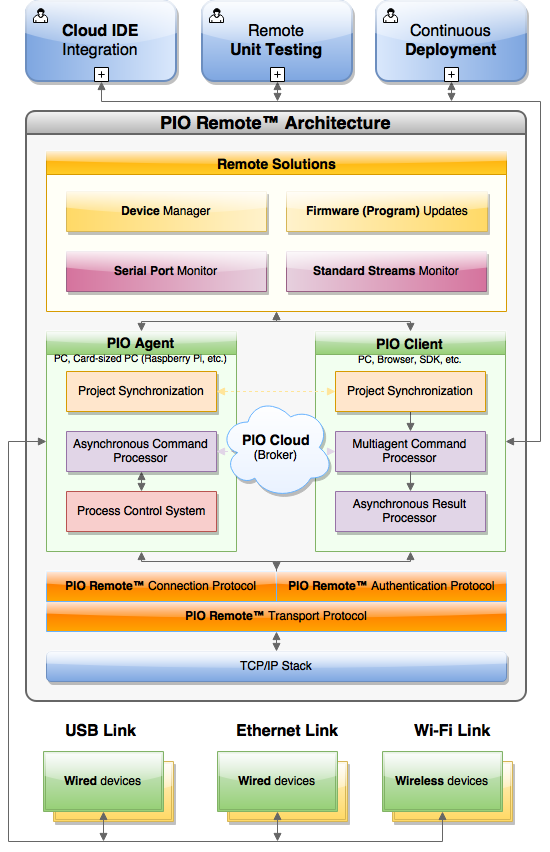 Cloud IDE
Integration
Remote
Unit Testing
Continuous
Deployment
PIO Remote™ Architecture
Remote Solutions
Device Manager
Firmware (Program) Updates
Serial Port Monitor
Standard Streams Monitor
PIO Agent
PC, Card-sized PC (Raspberry Pi, etc.)
PIO Client
PC, Browser, SDK, etc.
Project Synchronization
Project Synchronization
PIO Cloud
(Broker)
Asynchronous Command
Processor
Multiagent Command
Processor
Process Control System
Asynchronous Result
Processor
PIO Remote™ Connection Protocol
PIO Remote™ Authentication Protocol
PIO Remote™ Transport Protocol
TCP/IP Stack
USB Link
Ethernet Link
Wi-Fi Link
Wired devices
Wired devices
Wireless devices